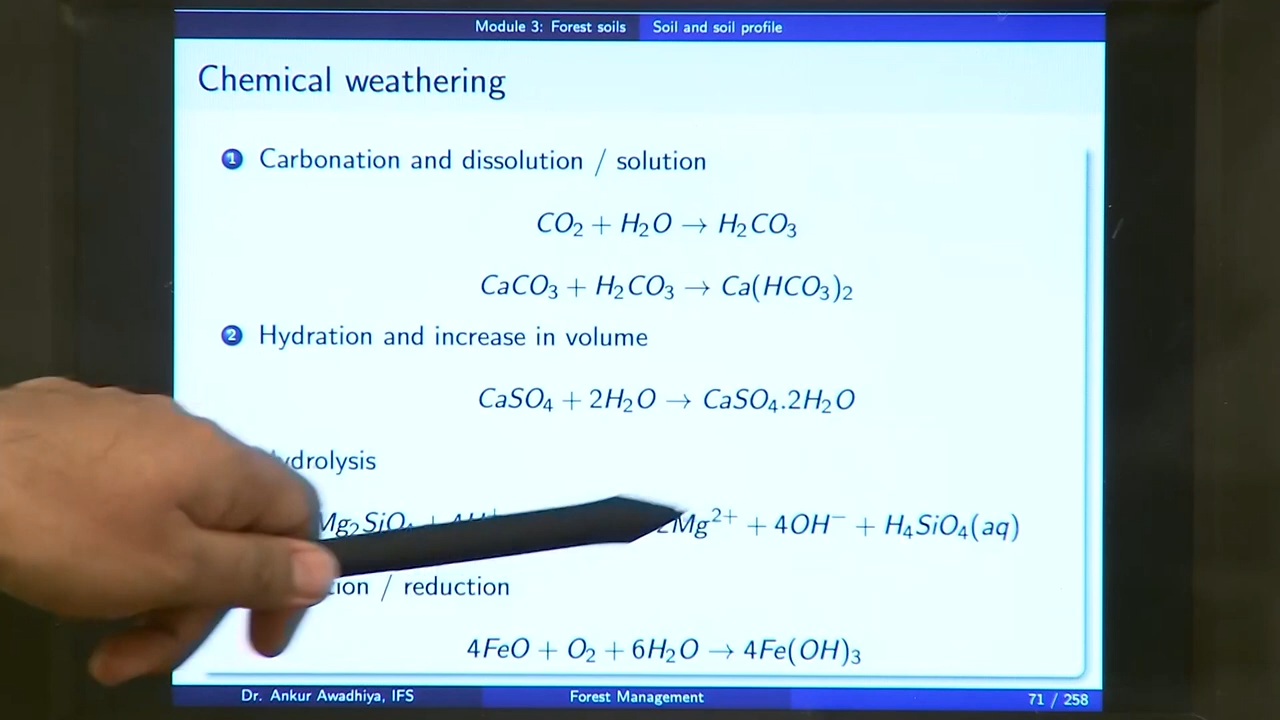 Module 3: Forest soils Soil and soil profile
Chemical weathering
1 Carbonation and dissolution / solution
CO₂ + H₂O → H₂CO₃
CaCO₃ + H₂CO₃ → Ca(HCO₃)₂
2 Hydration and increase in volume
CaSO₄ + 2H₂O → CaSO₄.2H₂O
ydrolysis
Mg₂SiO₄ + 4H⁺ 2Mg²⁺ + 4OH⁻ + H₄SiO₄(aq)
tion / reduction
4FeO + O₂ + 6H₂O → 4Fe(OH)₃
Dr. Ankur Awadhiya, IFS Forest Management 71 / 258